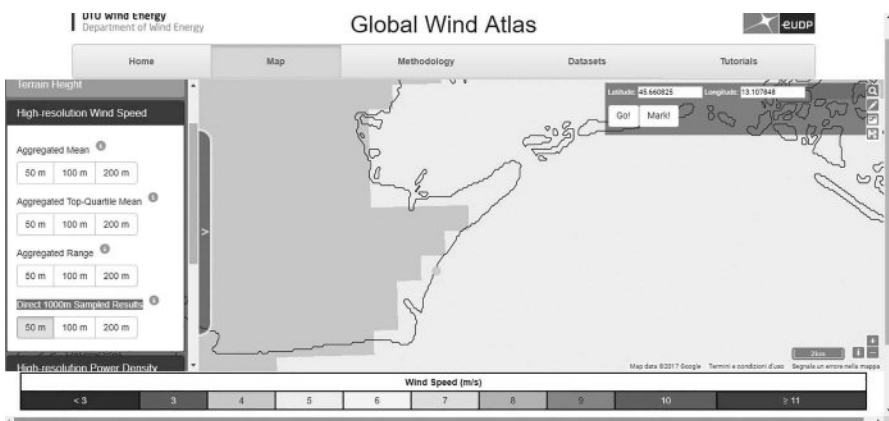 DTU Wind Energy
Department of Wind Energy
Global Wind Atlas
EUDP
Home
Map
Methodology
Datasets
Tutorials
Terrain Height
High-resolution Wind Speed
Aggregated Mean
50 m 100 m 200 m
Aggregated Top-Quartile Mean
50 m 100 m 200 m
Aggregated Range
50 m 100 m 200 m
Direct 1000m Sampled Results
50 m 100 m 200 m
High-resolution Power Density
Latitude: 45.660825 Longitude: 13.107848
Go! Mark!
2km
Map data ©2017 Google Termini e condizioni d'uso Segnala un errore nella mappa
Wind Speed (m/s)
< 3 3 4 5 6 7 8 9 10 ≥ 11